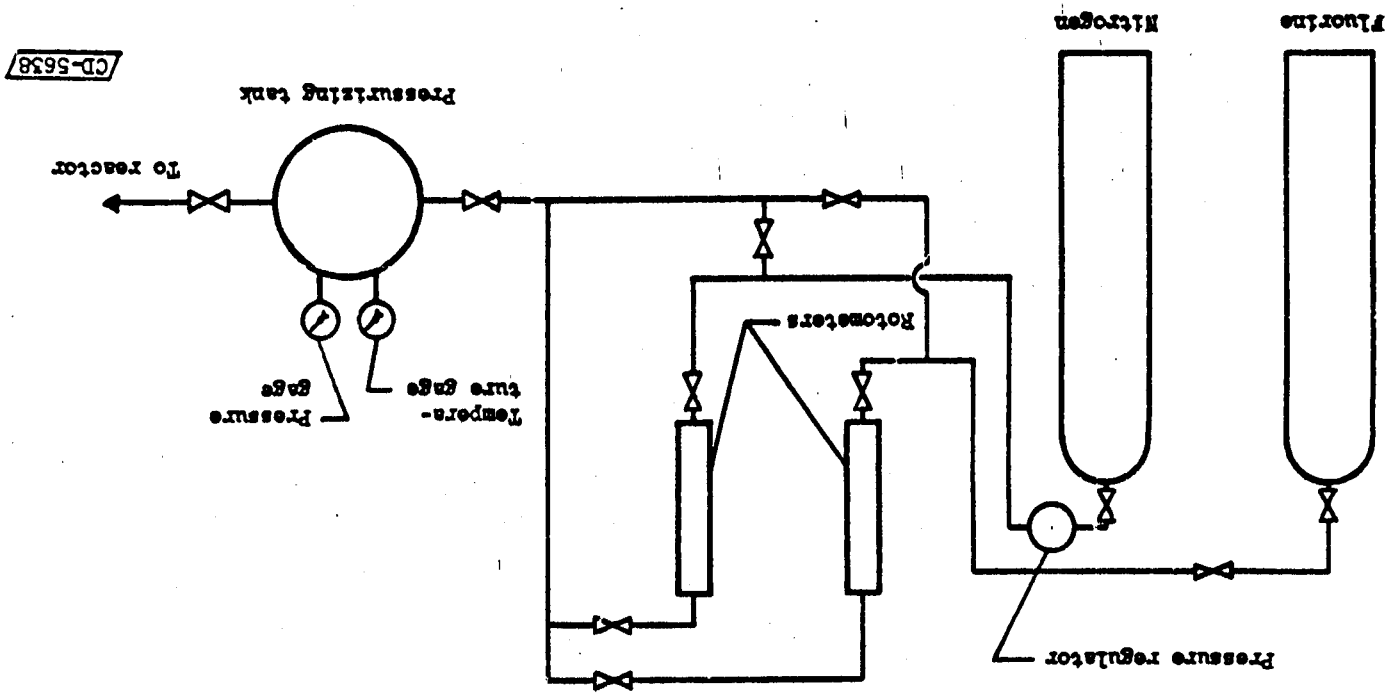 Pressure regulator
Tempera-
ture gage
Pressure
gage
Rotometers
To reactor
Pressurizing tank
CD-5638
Fluorine
Nitrogen